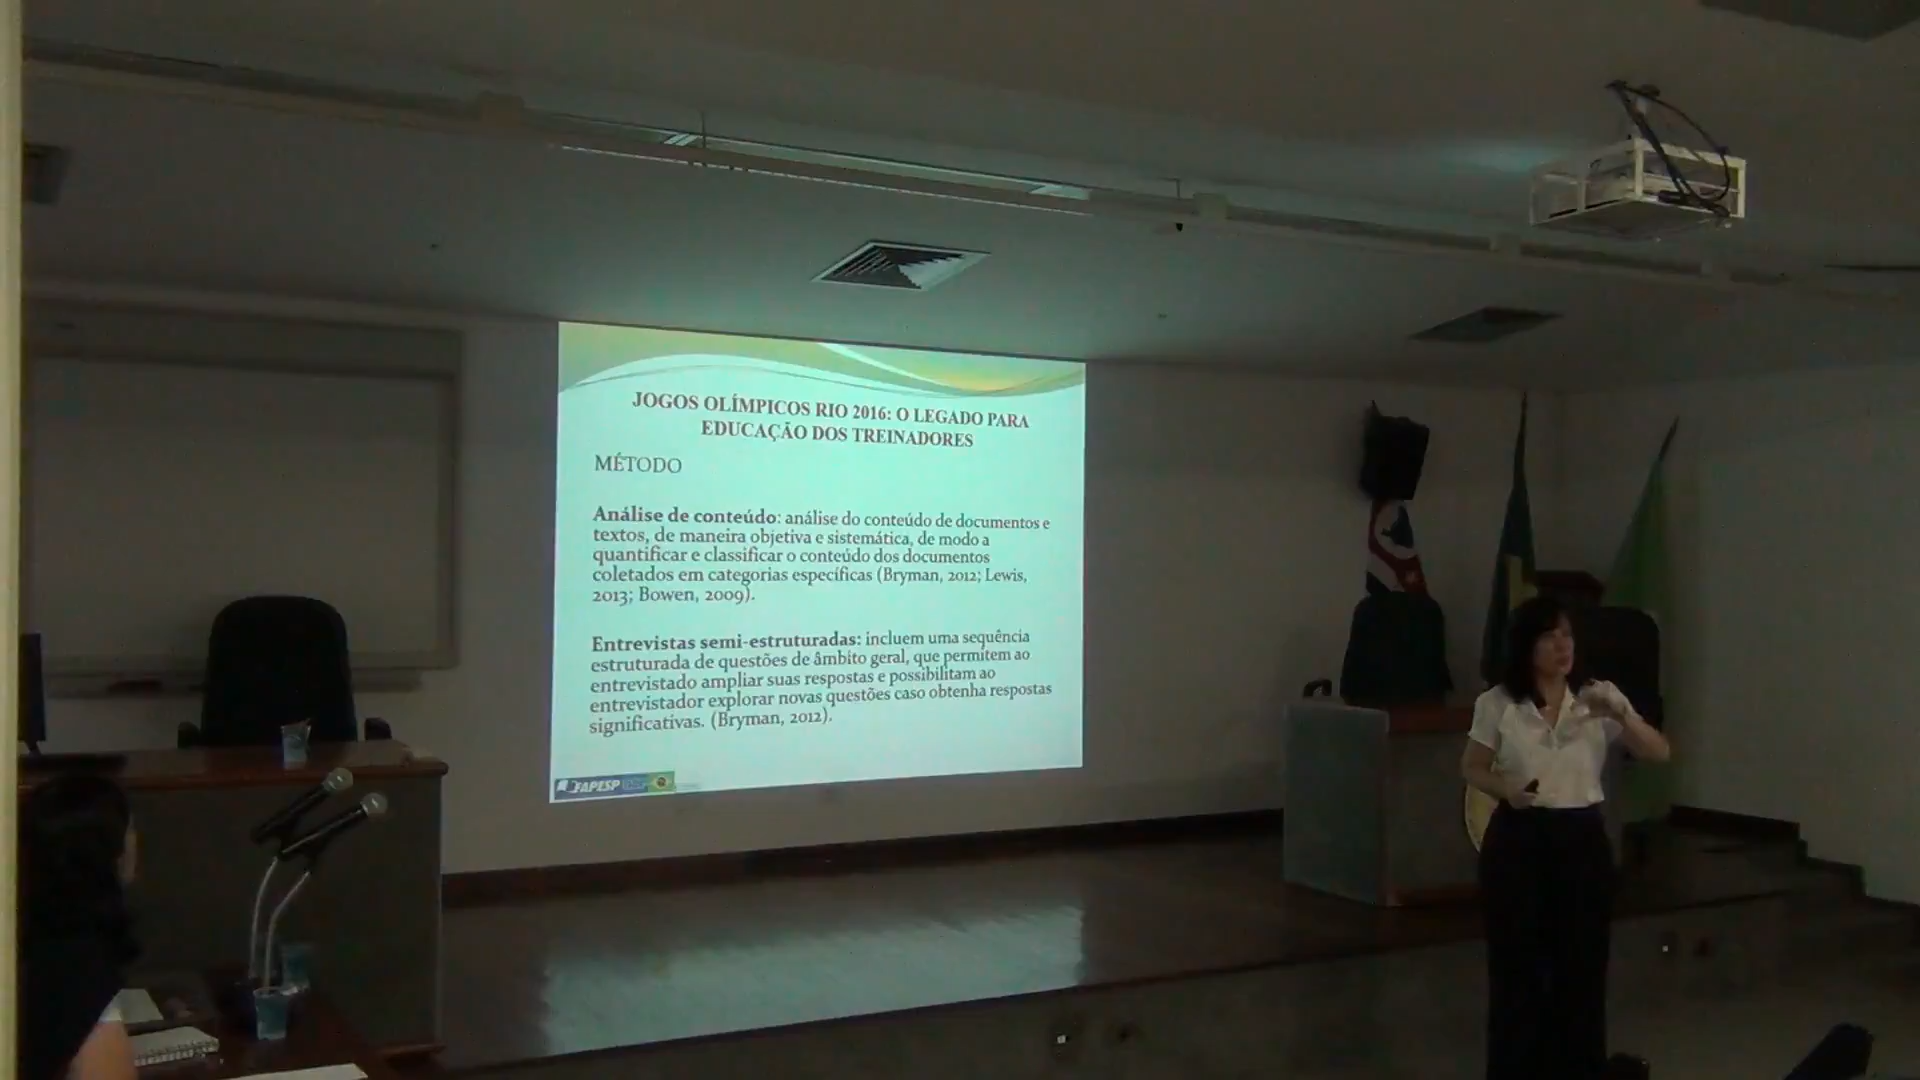 JOGOS OLÍMPICOS RIO 2016: O LEGADO PARA
EDUCAÇÃO DOS TREINADORES
MÉTODO
Análise de conteúdo: análise do conteúdo de documentos e
textos, de maneira objetiva e sistemática, de modo a
quantificar e classificar o conteúdo dos documentos
coletados em categorias específicas (Bryman, 2012; Lewis,
2013; Bowen, 2009).
Entrevistas semi-estruturadas: incluem uma sequência
estruturada de questões de âmbito geral, que permitem ao
entrevistado ampliar suas respostas e possibilitam ao
entrevistador explorar novas questões caso obtenha respostas
significativas. (Bryman, 2012).
FAPESP